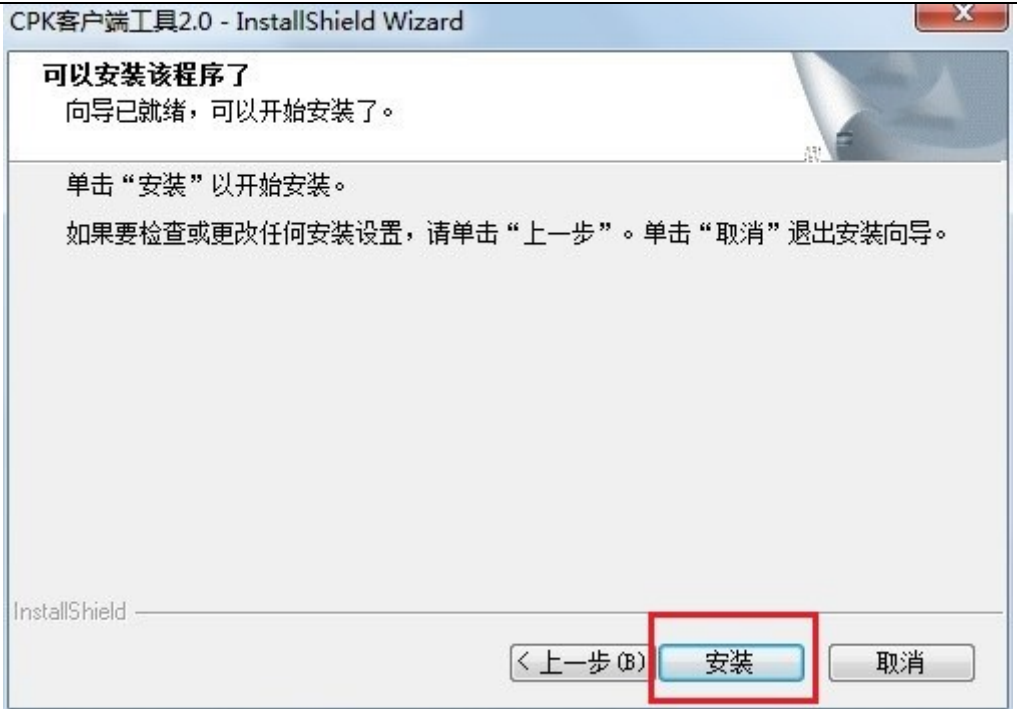 CPK客户端工具2.0 - InstallShield Wizard
可以安装该程序了
向导已就绪，可以开始安装了。
单击“安装”以开始安装。
如果要检查或更改任何安装设置，请单击“上一步”。单击“取消”退出安装向导。
InstallShield
< 上一步(B) 安装 取消